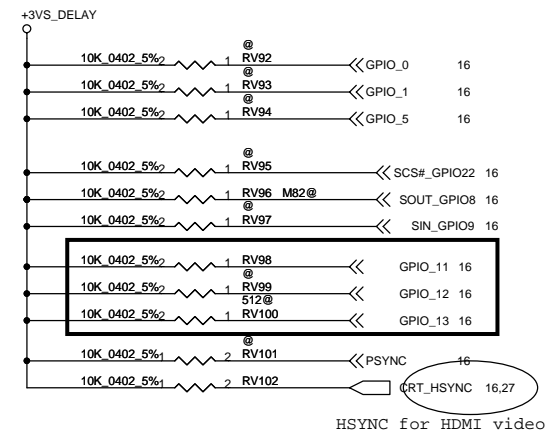 +3VS_DELAY
@
10K_0402_5% 2 1 RV92 GPIO_0 16
@
10K_0402_5% 2 1 RV93 GPIO_1 16
@
10K_0402_5% 2 1 RV94 GPIO_5 16
@
10K_0402_5% 2 1 RV95 SCS#_GPIO22 16
10K_0402_5% 2 1 RV96 M82@ SOUT_GPIO8 16
@
10K_0402_5% 2 1 RV97 SIN_GPIO9 16
10K_0402_5% 2 1 RV98 GPIO_11 16
@
10K_0402_5% 2 1 RV99 GPIO_12 16
512@
10K_0402_5% 2 1 RV100 GPIO_13 16
@
10K_0402_5% 1 2 RV101 PSYNC 16
10K_0402_5% 1 2 RV102 CRT_HSYNC 16,27
HSYNC for HDMI video